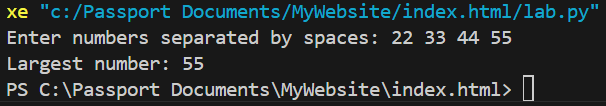 xe "c:/Passport Documents/MyWebsite/index.html/lab.py"
Enter numbers separated by spaces: 22 33 44 55
Largest number: 55
PS C:\Passport Documents\MyWebsite\index.html>